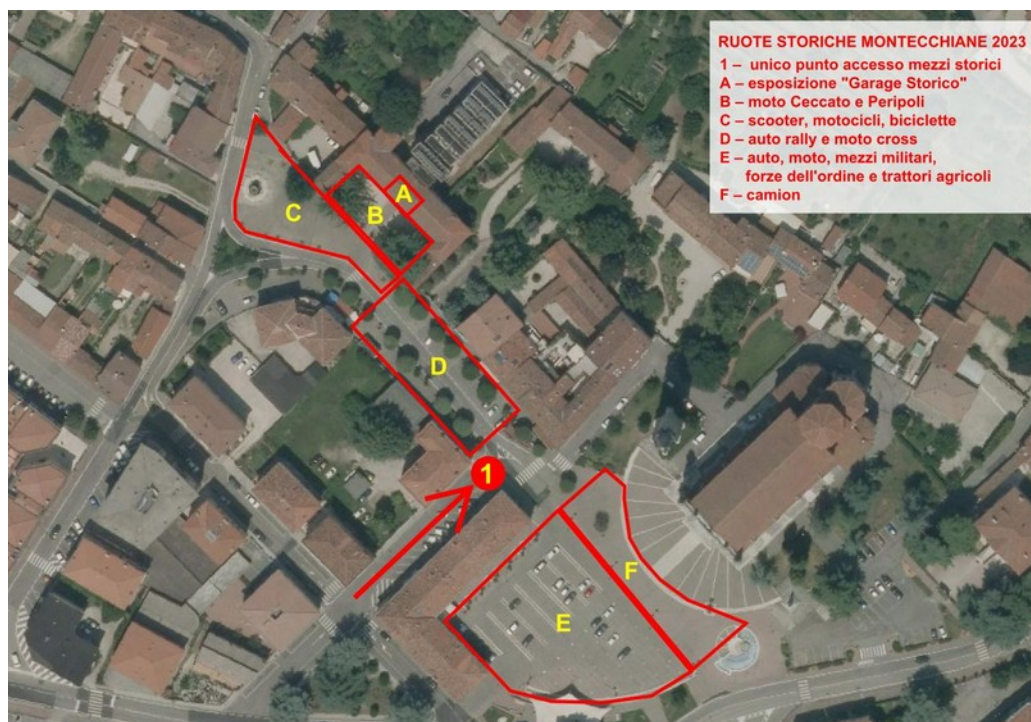 RUOTE STORICHE MONTECCHIANE 2023
1 – unico punto accesso mezzi storici
A – esposizione "Garage Storico"
B – moto Ceccato e Peripoli
C – scooter, motocicli, biciclette
D – auto rally e moto cross
E – auto, moto, mezzi militari,
forze dell'ordine e trattori agricoli
F – camion
A
B
C
D
1
F
E